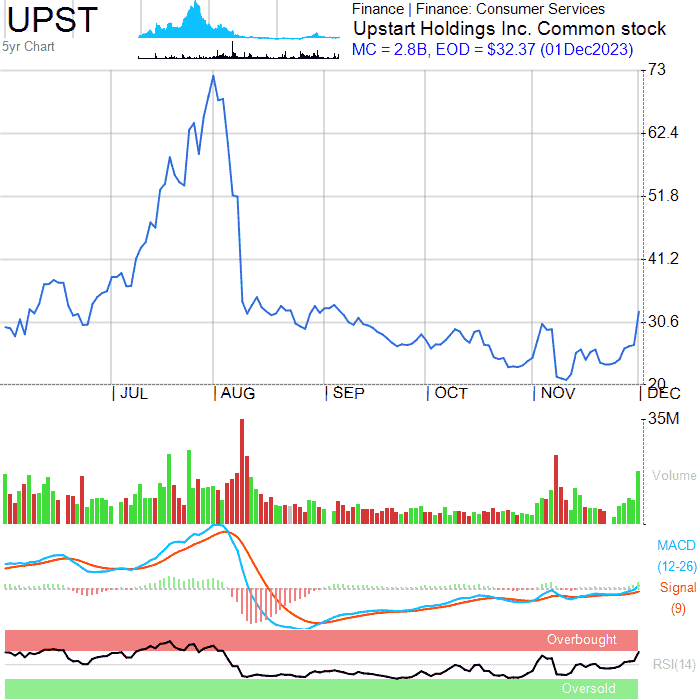 UPST
5yr Chart
Finance | Finance: Consumer Services
Upstart Holdings Inc. Common stock
MC = 2.8B, EOD = $32.37 (01Dec2023)
73
62.4
51.8
41.2
30.6
20
JUL
AUG
SEP
OCT
NOV
DEC
35M
Volume
MACD
(12-26)
Signal
(9)
Overbought
RSI(14)
Oversold